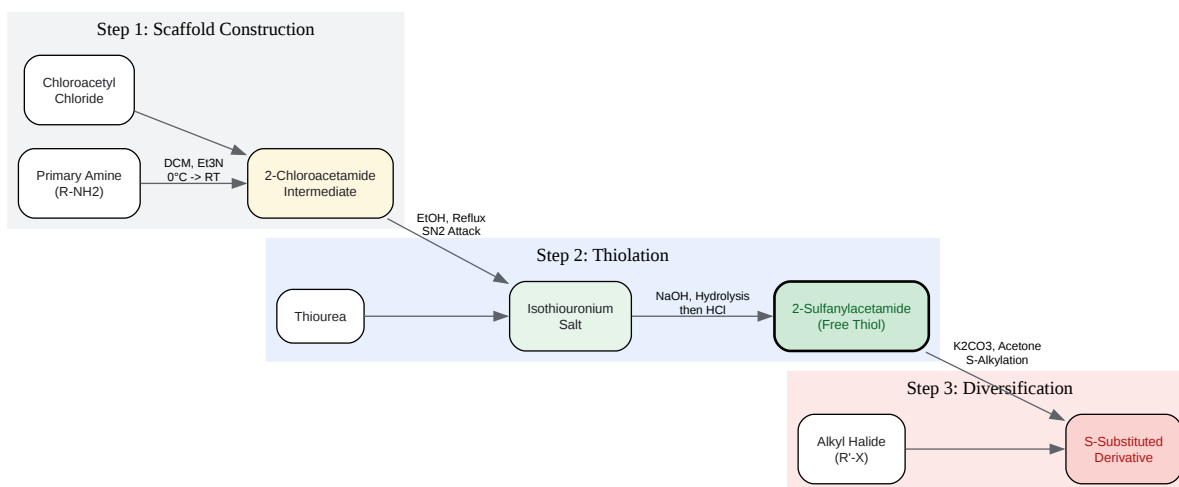 Step 1: Scaffold Construction
Chloroacetyl
Chloride
Primary Amine
(R-NH2)
DCM, Et3N
0°C -> RT
2-Chloroacetamide
Intermediate
EtOH, Reflux
SN2 Attack
Step 2: Thiolation
Thiourea
Isothiouronium
Salt
NaOH, Hydrolysis
then HCl
2-Sulfanylacetamide
(Free Thiol)
K2CO3, Acetone
S-Alkylation
Step 3: Diversification
Alkyl Halide
(R'-X)
S-Substituted
Derivative